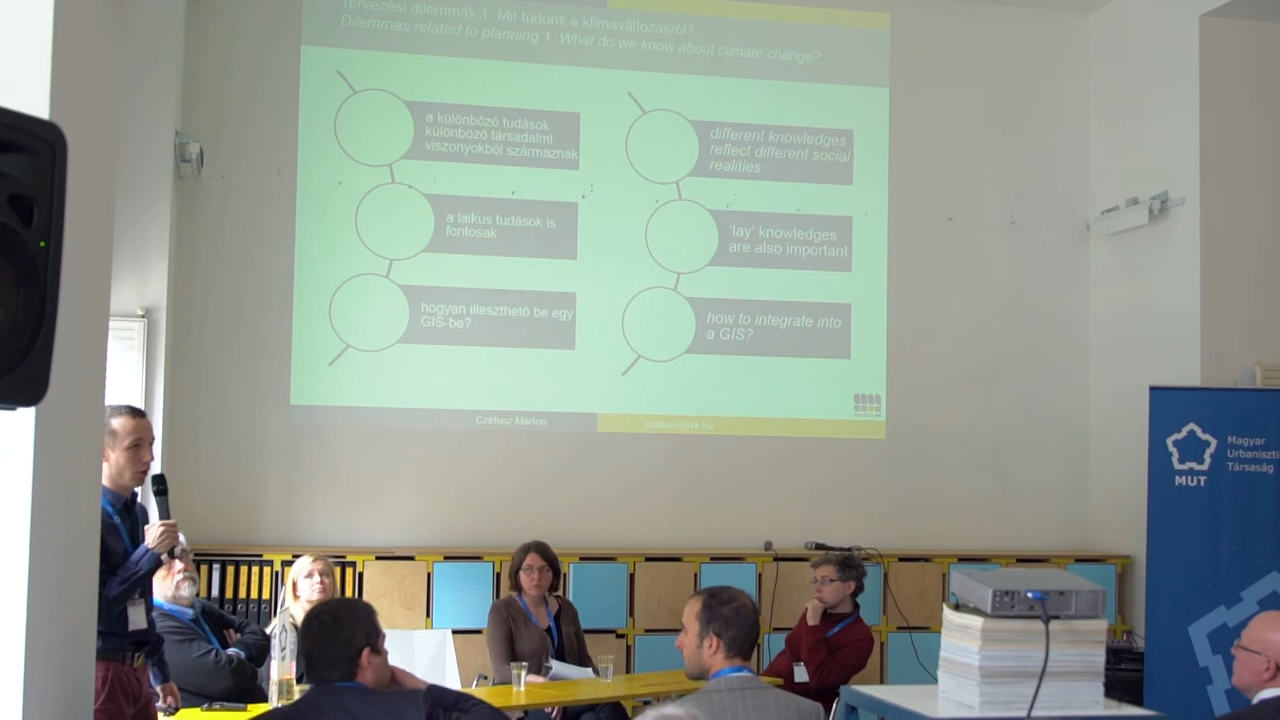 Tervezési dilemmák 1. Mit tudunk a klímaváltozásról?
Dilemmas related to planning 1. What do we know about climate change?
a különböző tudások
különböző társadalmi
viszonyokból származnak
a laikus tudások is
fontosak
hogyan illeszthető be egy
GIS-be?
different knowledges
reflect different social
realities
'lay' knowledges
are also important
how to integrate into
a GIS?
Czirfusz Márton
MUT
Magyar
Urbaniszti
Társaság